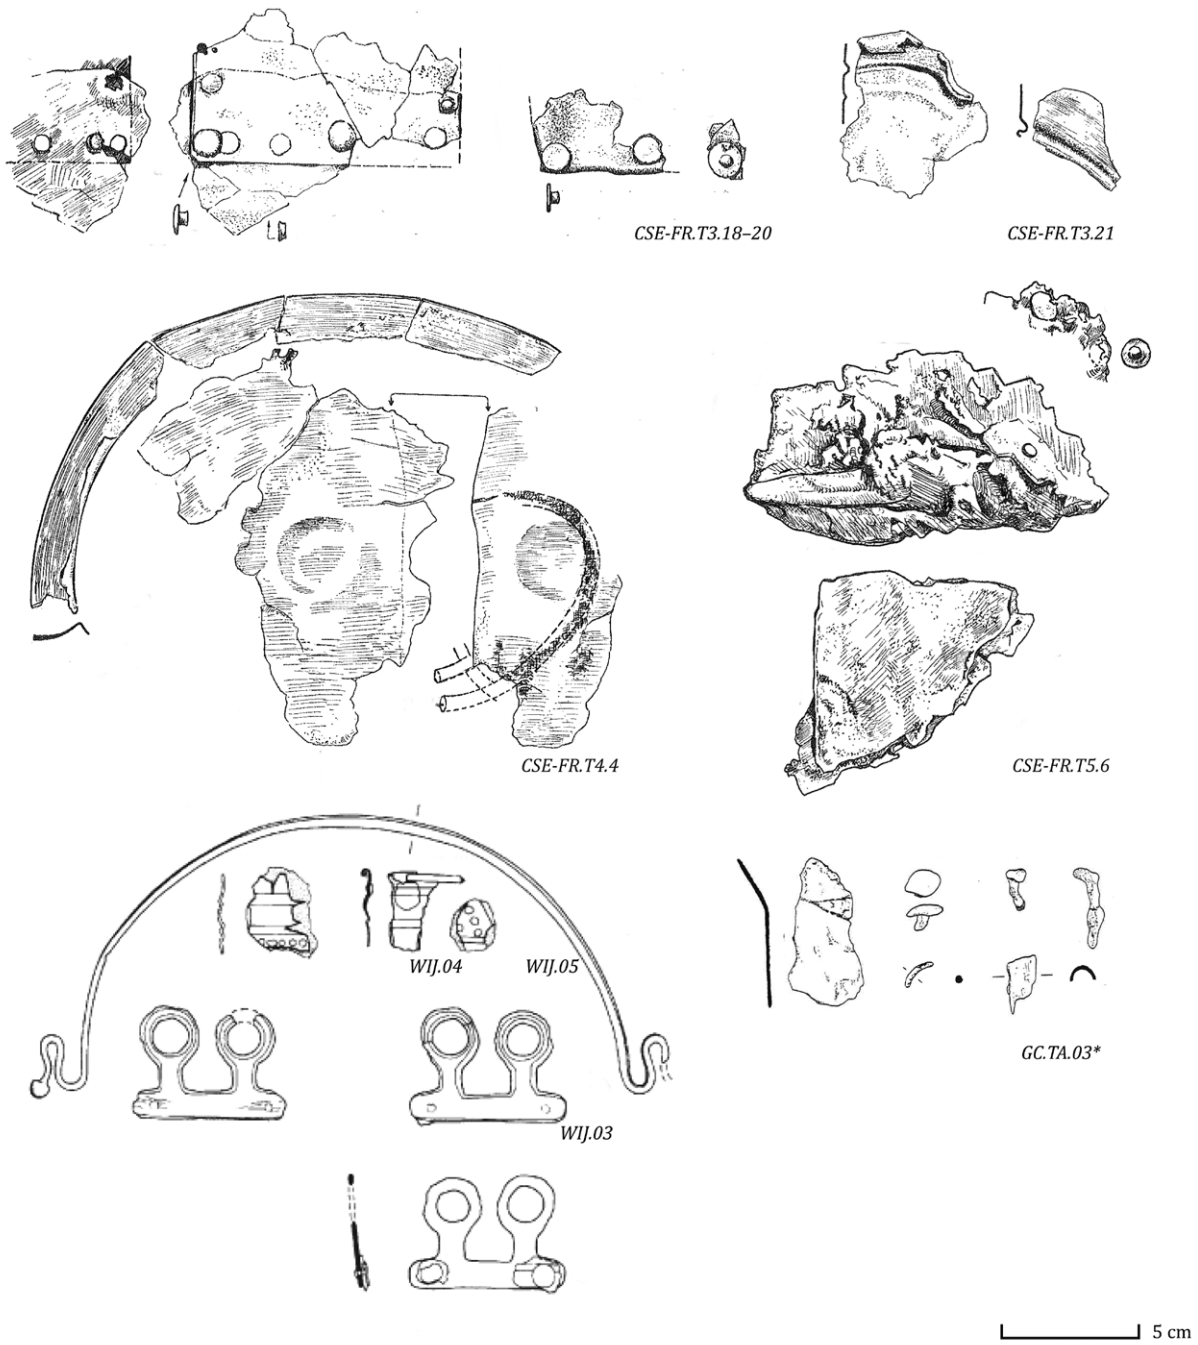 CSE-FR.T3.18–20
CSE-FR.T3.21
CSE-FR.T4.4
CSE-FR.T5.6
WIJ.04
WIJ.05
GC.TA.03*
WIJ.03
5 cm